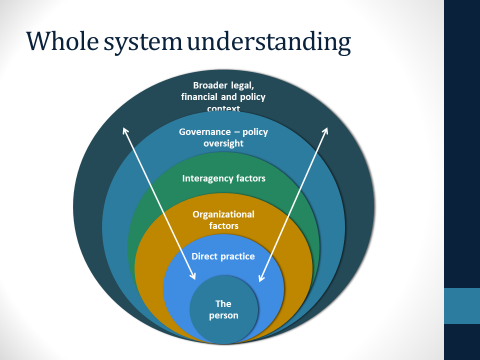 Whole system understanding
Broader legal,
financial and policy
context
Governance – policy
oversight
Interagency factors
Organizational
factors
Direct practice
The
person